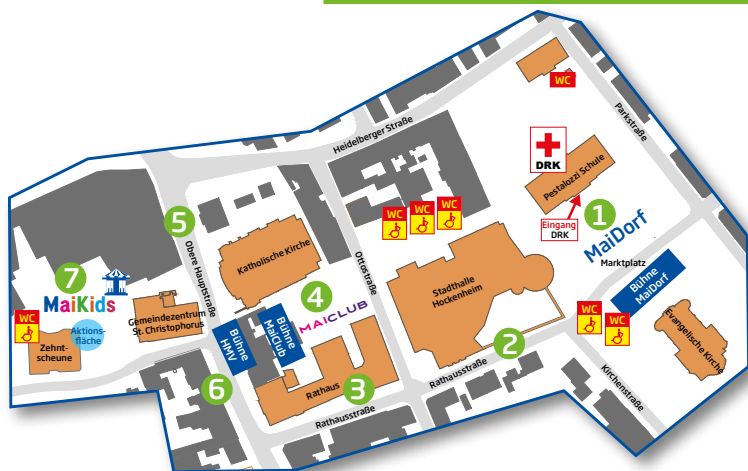 WC
Heidelberger Straße
Parkstraße
DRK
Pestalozzi Schule
Eingang
DRK
1
MaiDorf
Marktplatz
WC
WC
WC
5
Obere Hauptstraße
Katholische Kirche
Ottostraße
Stadthalle
Hockenheim
Bühne
MaiDorf
7
MaiKids
Aktions-
fläche
WC
Zehnt-
scheune
Gemeindezentrum
St. Christophorus
4
MAICLUB
Bühne
HMV
Bühne
MaiClub
WC
WC
Evangelische Kirche
2
Rathausstraße
Kirchenstraße
6
Rathaus
3
Rathausstraße